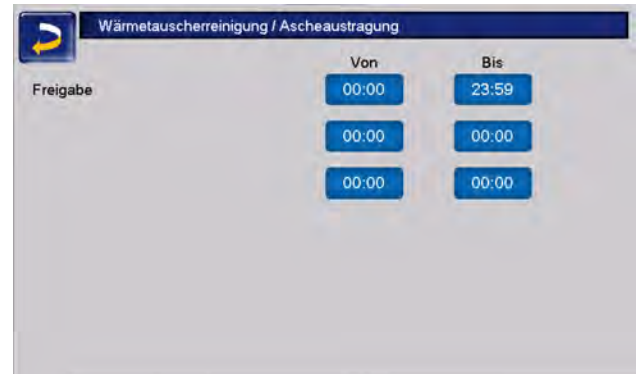 Wärmetauscherreinigung / Ascheaustragung
Von Bis
Freigabe 00:00 23:59
00:00 00:00
00:00 00:00